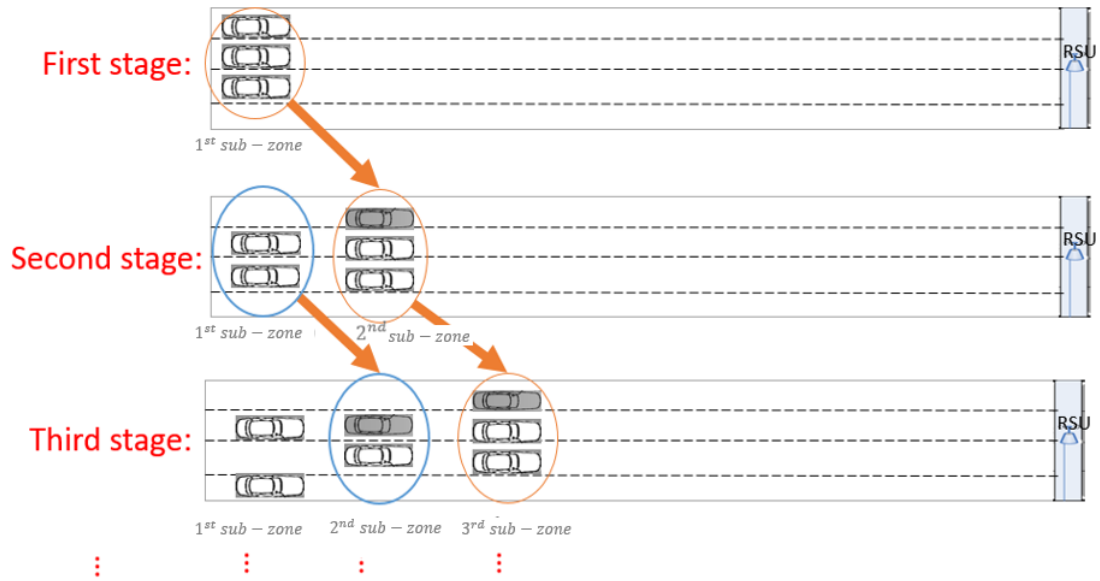 First stage:
RSU
1st sub − zone
Second stage:
RSU
1st sub − zone
2nd sub − zone
Third stage:
RSU
1st sub − zone
2nd sub − zone
3rd sub − zone